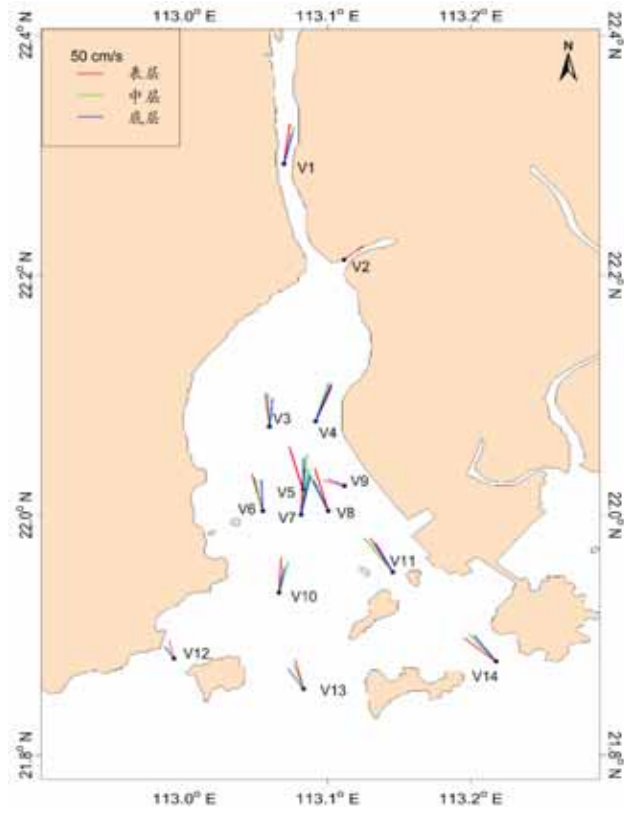 113.0° E 113.1° E 113.2° E
22.4° N 22.4° N
50 cm/s
表层
中层
底层
N
V1
V2
22.2° N 22.2° N
V3
V4
V9
V5
V6
V7
V8
22.0° N 22.0° N
V11
V10
V12
V13
V14
21.8° N 21.8° N
113.0° E 113.1° E 113.2° E